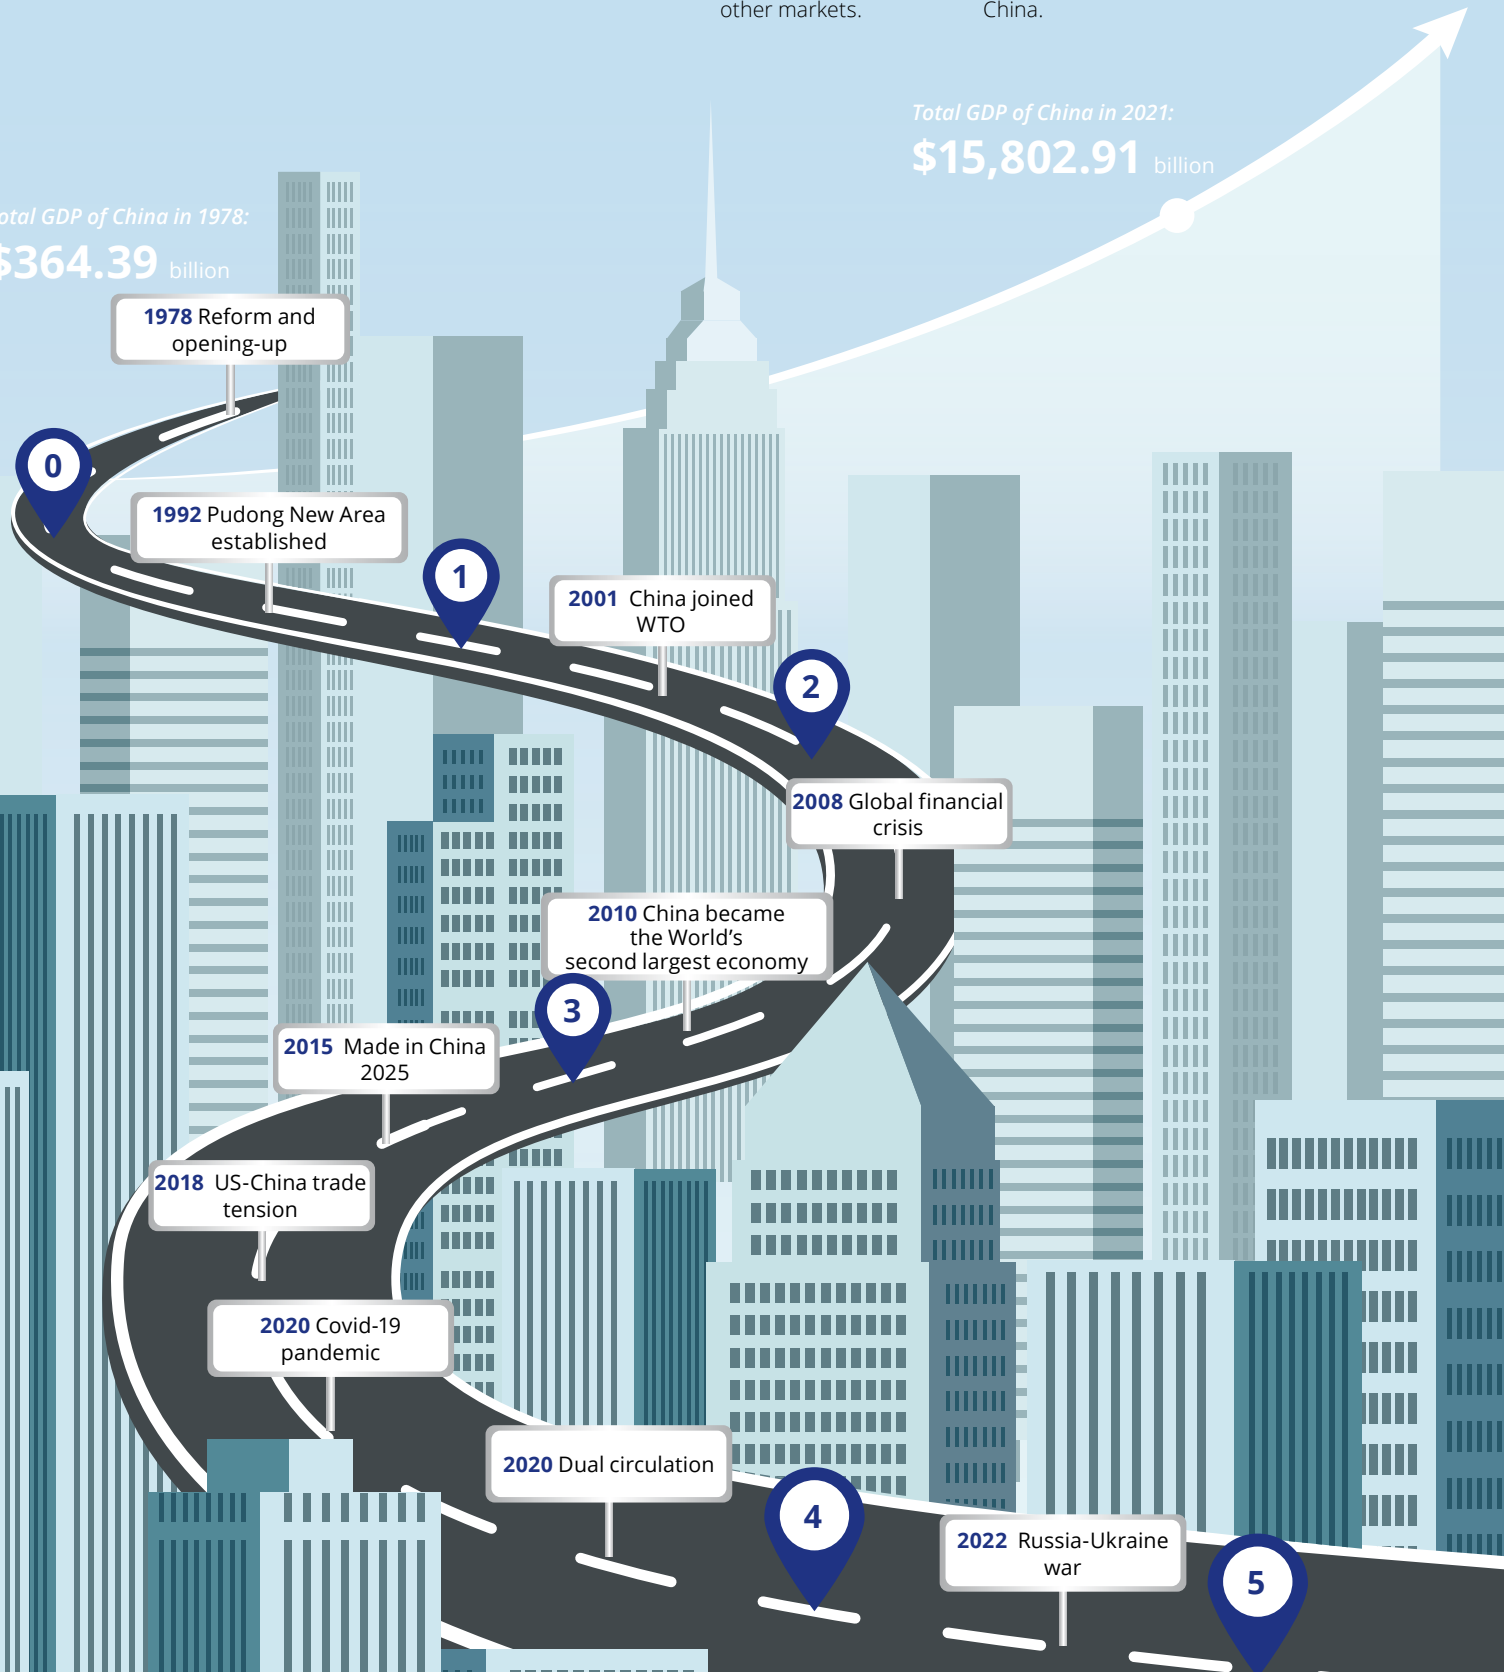 other markets.
China.
Total GDP of China in 2021:
$15,802.91 billion
otal GDP of China in 1978:
$364.39 billion
1978 Reform and
opening-up
0
1992 Pudong New Area
established
1
2001 China joined
WTO
2
2008 Global financial
crisis
2010 China became
the World's
second largest economy
3
2015 Made in China
2025
2018 US-China trade
tension
2020 Covid-19
pandemic
2020 Dual circulation
4
2022 Russia-Ukraine
war
5